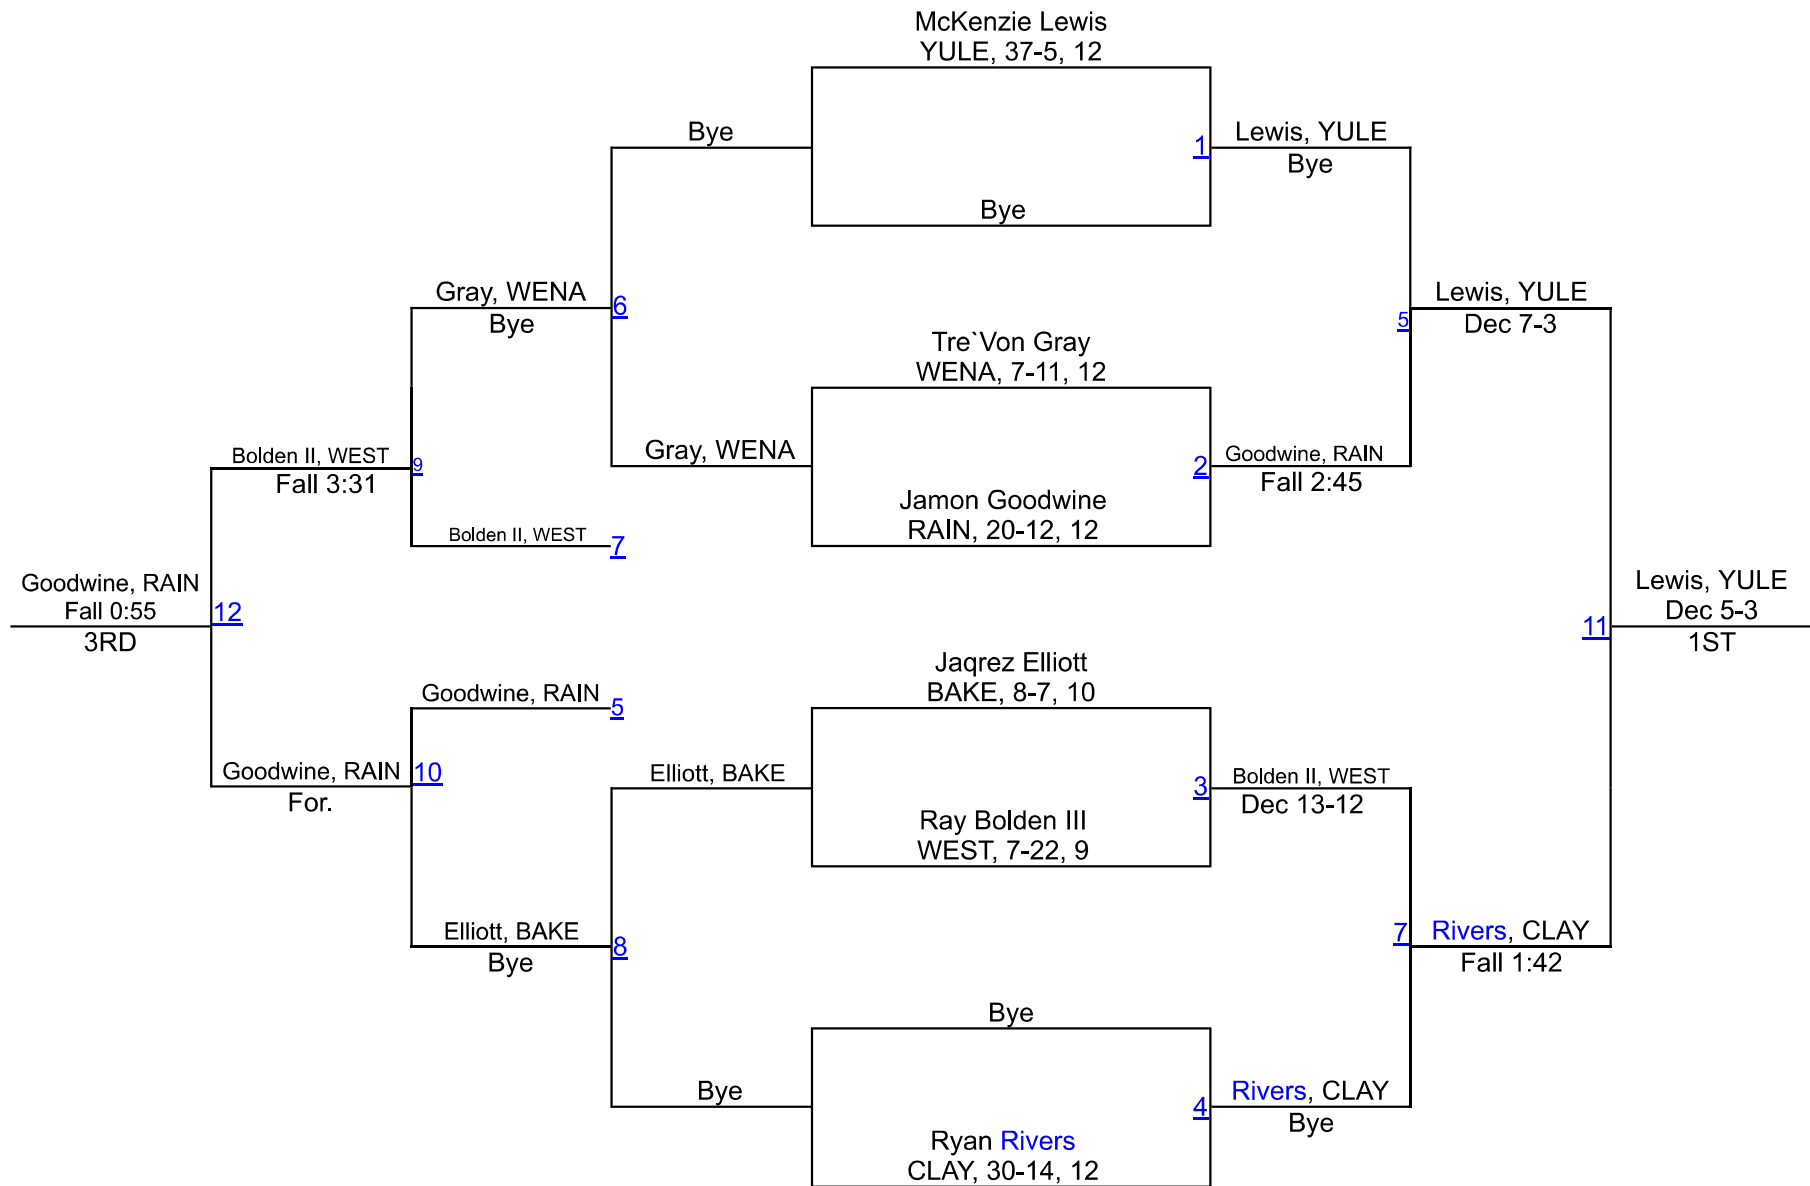 McKenzie Lewis
YULE, 37-5, 12
Bye
1
Lewis, YULE
Bye
Bye
Gray, WENA
Bye
6
Lewis, YULE
Dec 7-3
5
Tre`Von Gray
WENA, 7-11, 12
Bolden II, WEST
Fall 3:31
9
Gray, WENA
2
Goodwine, RAIN
Fall 2:45
Jamon Goodwine
RAIN, 20-12, 12
Bolden II, WEST
7
Goodwine, RAIN
Fall 0:55
3RD
12
11
Lewis, YULE
Dec 5-3
1ST
Jaqrez Elliott
BAKE, 8-7, 10
Goodwine, RAIN
5
Goodwine, RAIN
For.
10
Elliott, BAKE
3
Bolden II, WEST
Dec 13-12
Ray Bolden III
WEST, 7-22, 9
Elliott, BAKE
Bye
8
7
Rivers, CLAY
Fall 1:42
Bye
Bye
4
Rivers, CLAY
Bye
Ryan Rivers
CLAY, 30-14, 12